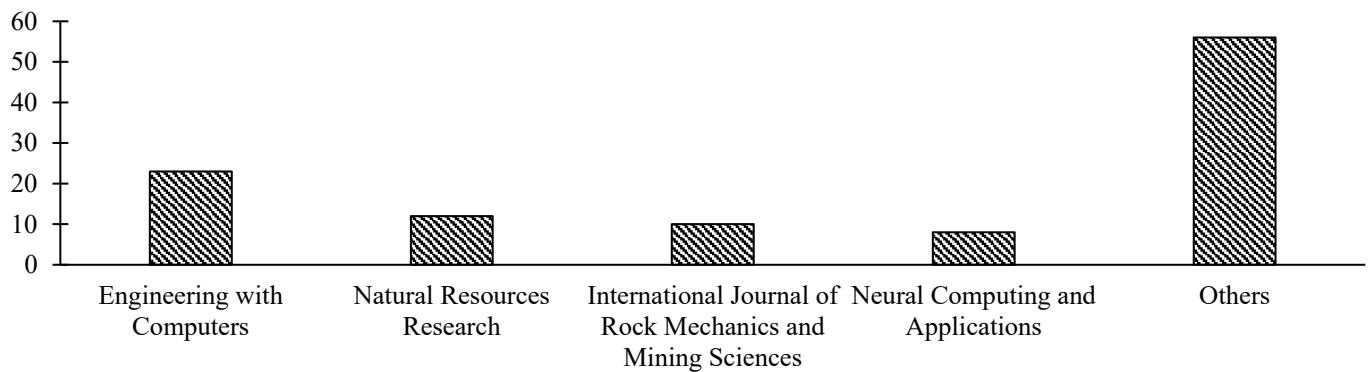 60
50
40
30
20
10
0
Engineering with
Computers
Natural Resources
Research
International Journal of
Rock Mechanics and
Mining Sciences
Neural Computing and
Applications
Others